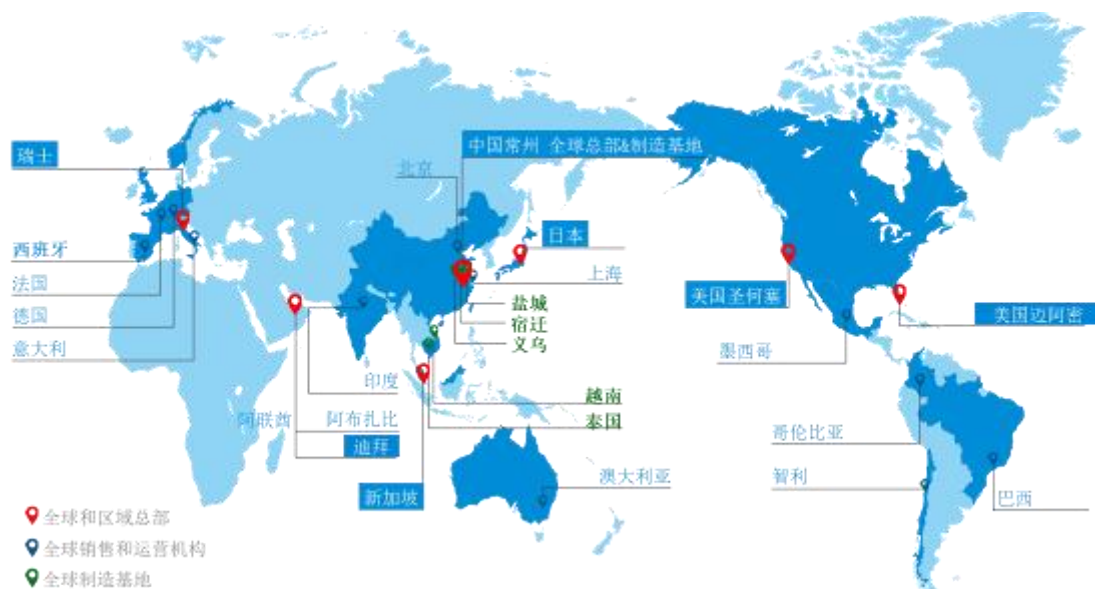 瑞士
中国常州 全球总部&制造基地
北京
日本
西班牙
上海
法国
美国圣何塞
盐城
美国迈阿密
德国
宿迁
意大利
义乌
墨西哥
印度
越南
阿联酋
阿布扎比
泰国
哥伦比亚
迪拜
澳大利亚
智利
新加坡
巴西
全球和区域总部
全球销售和运营机构
全球制造基地